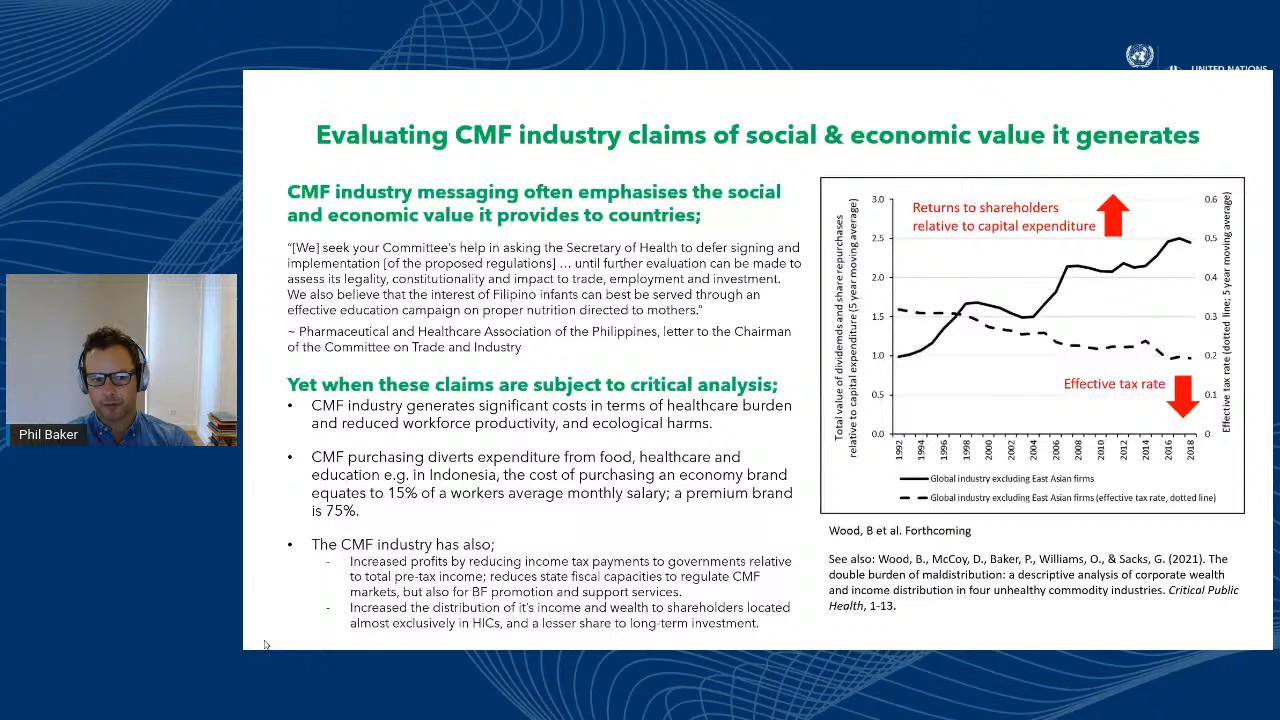 UNITED NATIONS
Evaluating CMF industry claims of social & economic value it generates
CMF industry messaging often emphasises the social
and economic value it provides to countries;
“[We] seek your Committee’s help in asking the Secretary of Health to defer signing and
implementation [of the proposed regulations] … until further evaluation can be made to
assess its legality, constitutionality and impact to trade, employment and investment.
We also believe that the interest of Filipino infants can best be served through an
effective education campaign on proper nutrition directed to mothers.”
~ Pharmaceutical and Healthcare Association of the Philippines, letter to the Chairman
of the Committee on Trade and Industry
Yet when these claims are subject to critical analysis;
• CMF industry generates significant costs in terms of healthcare burden
and reduced workforce productivity, and ecological harms.
• CMF purchasing diverts expenditure from food, healthcare and
education e.g. in Indonesia, the cost of purchasing an economy brand
equates to 15% of a workers average monthly salary; a premium brand
is 75%.
• The CMF industry has also;
- Increased profits by reducing income tax payments to governments relative
to total pre-tax income; reduces state fiscal capacities to regulate CMF
markets, but also for BF promotion and support services.
- Increased the distribution of it’s income and wealth to shareholders located
almost exclusively in HICs, and a lesser share to long-term investment.
Total value of dividemds and share repurchases
relative to capital expenditure (5 year moving average)
3.0
2.5
2.0
1.5
1.0
0.5
0.0
Returns to shareholders
relative to capital expenditure
Effective tax rate
0.6
0.5
0.4
0.3
0.2
0.1
0
Effective tax rate (dotted line; 5 year moving average)
1992
1994
1996
1998
2000
2002
2004
2006
2008
2010
2012
2014
2016
2018
Global industry excluding East Asian firms
Global industry excluding East Asian firms (effective tax rate, dotted line)
Wood, B et al. Forthcoming
See also: Wood, B., McCoy, D., Baker, P., Williams, O., & Sacks, G. (2021). The
double burden of maldistribution: a descriptive analysis of corporate wealth
and income distribution in four unhealthy commodity industries. Critical Public
Health, 1-13.
Phil Baker